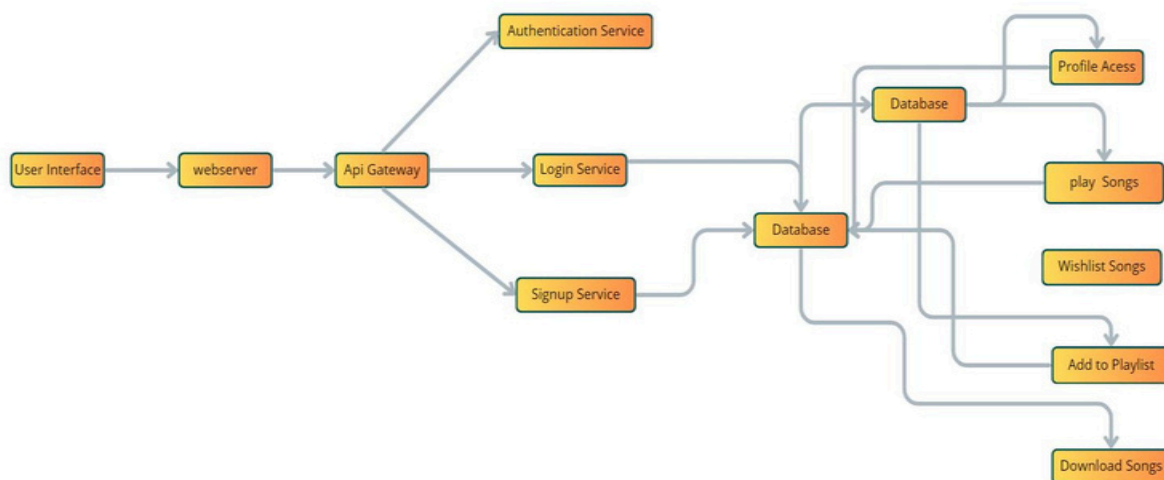 Authentication Service
Profile Acess
Database
User Interface
webserver
Api Gateway
Login Service
play Songs
Database
Wishlist Songs
Signup Service
Add to Playlist
Download Songs